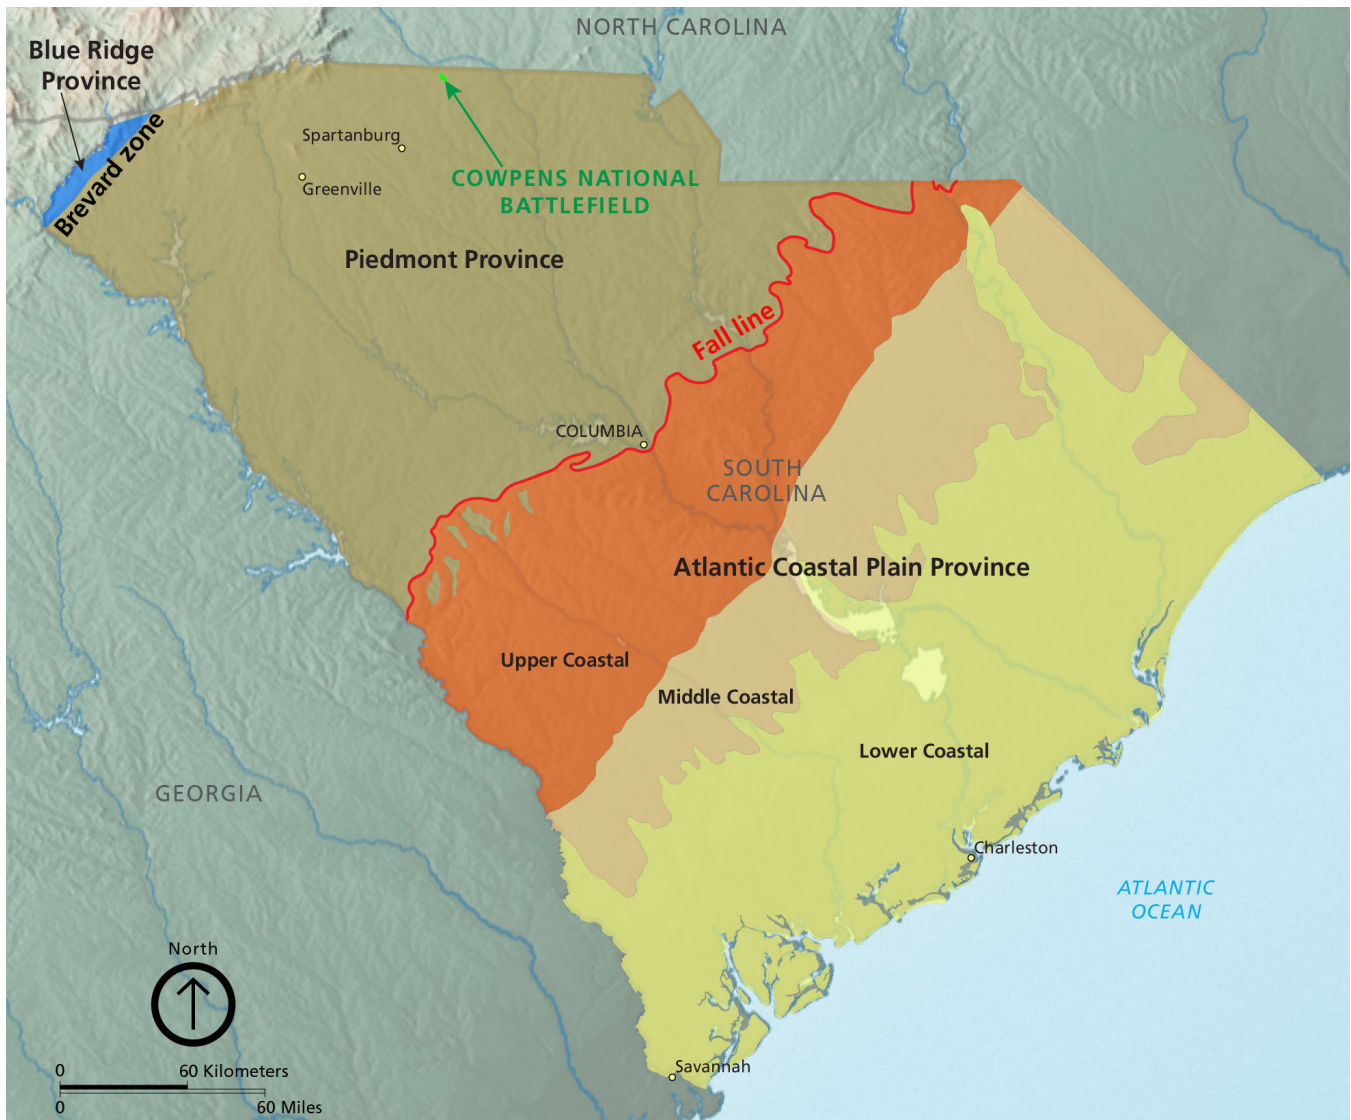 NORTH CAROLINA
Blue Ridge
Province
Brevard zone
Spartanburg
Greenville
COWPENS NATIONAL
BATTLEFIELD
Piedmont Province
Fall line
COLUMBIA
SOUTH
CAROLINA
Atlantic Coastal Plain Province
Upper Coastal
Middle Coastal
Lower Coastal
GEORGIA
Charleston
ATLANTIC
OCEAN
North
Savannah
0 60 Kilometers
0 60 Miles